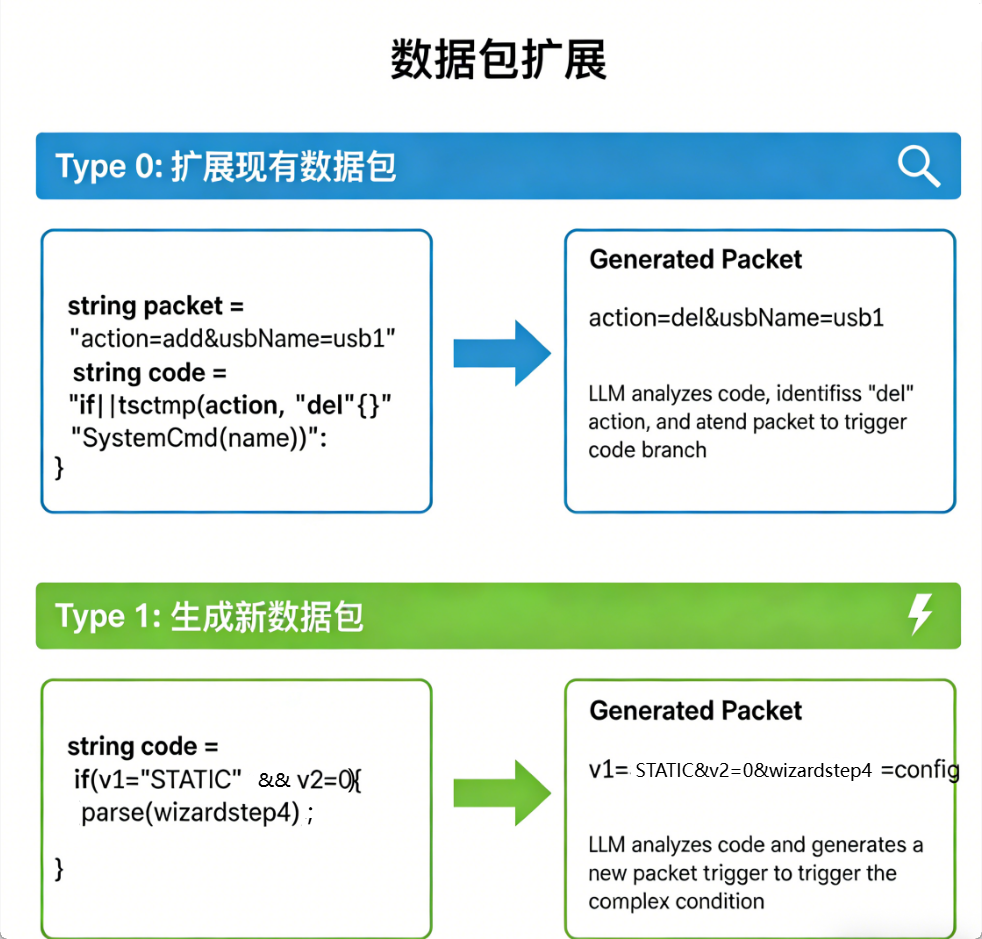 数据包扩展
Type 0: 扩展现有数据包
string packet =
"action=add&usbName=usb1"
string code =
"if||tsctmp(action, "del"{}"
"SystemCmd(name))":
}
Generated Packet
action=del&usbName=usb1
LLM analyzes code, identifiss "del"
action, and atend packet to trigger
code branch
Type 1: 生成新数据包
string code =
if(v1="STATIC" && v2=0){
parse(wizardstep4) ;
}
Generated Packet
v1= STATIC&v2=0&wizardstep4 =config
LLM analyzes code and generates a
new packet trigger to trigger the
complex condition